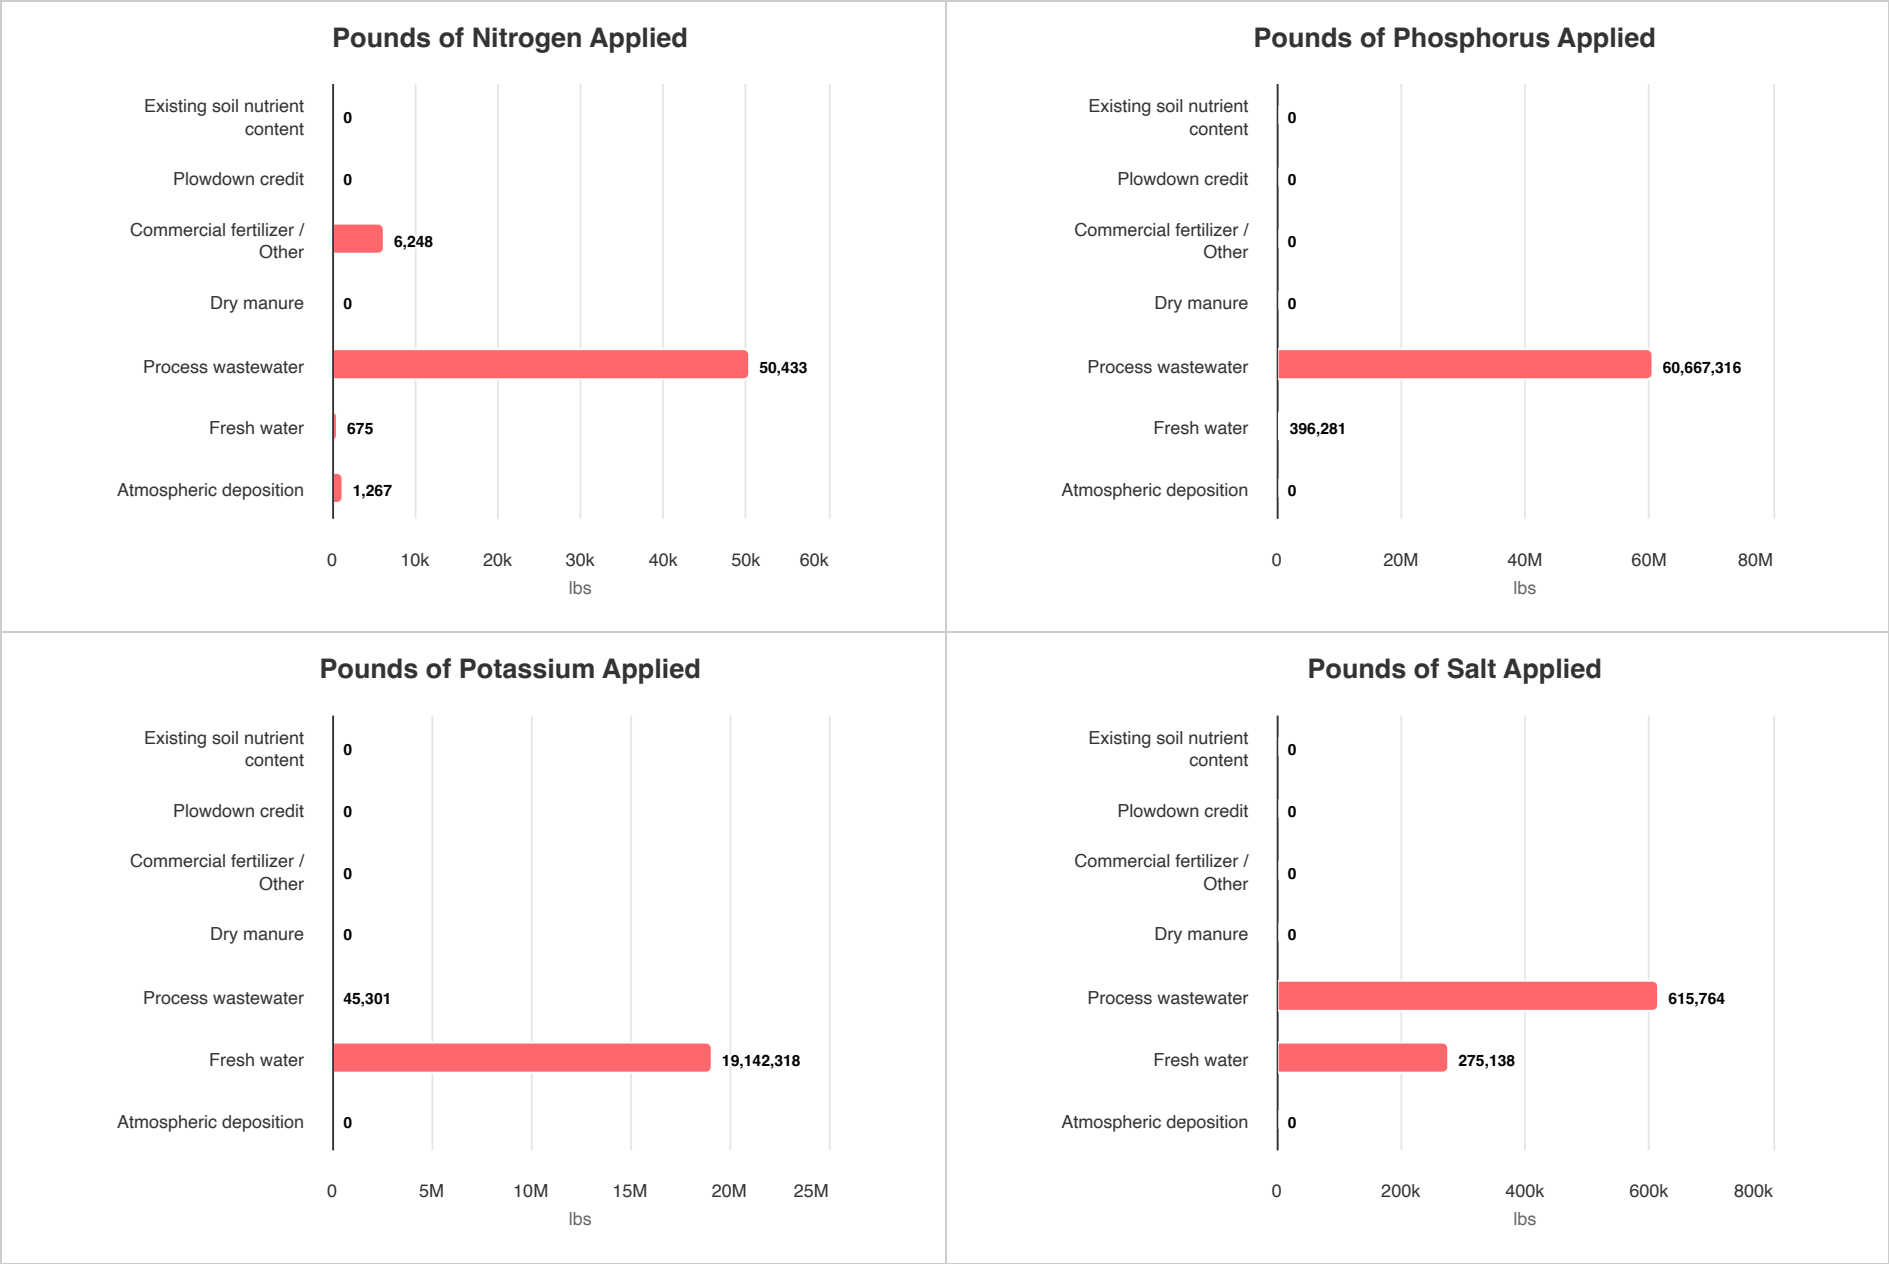 Pounds of Nitrogen Applied
Existing soil nutrient
content
0
Plowdown credit
0
Commercial fertilizer /
Other
6,248
Dry manure
0
Process wastewater
50,433
Fresh water
675
Atmospheric deposition
1,267
0 10k 20k 30k 40k 50k 60k
lbs
Pounds of Phosphorus Applied
Existing soil nutrient
content
0
Plowdown credit
0
Commercial fertilizer /
Other
0
Dry manure
0
Process wastewater
60,667,316
Fresh water
396,281
Atmospheric deposition
0
0 20M 40M 60M 80M
lbs
Pounds of Potassium Applied
Existing soil nutrient
content
0
Plowdown credit
0
Commercial fertilizer /
Other
0
Dry manure
0
Process wastewater
45,301
Fresh water
19,142,318
Atmospheric deposition
0
0 5M 10M 15M 20M 25M
lbs
Pounds of Salt Applied
Existing soil nutrient
content
0
Plowdown credit
0
Commercial fertilizer /
Other
0
Dry manure
0
Process wastewater
615,764
Fresh water
275,138
Atmospheric deposition
0
0 200k 400k 600k 800k
lbs